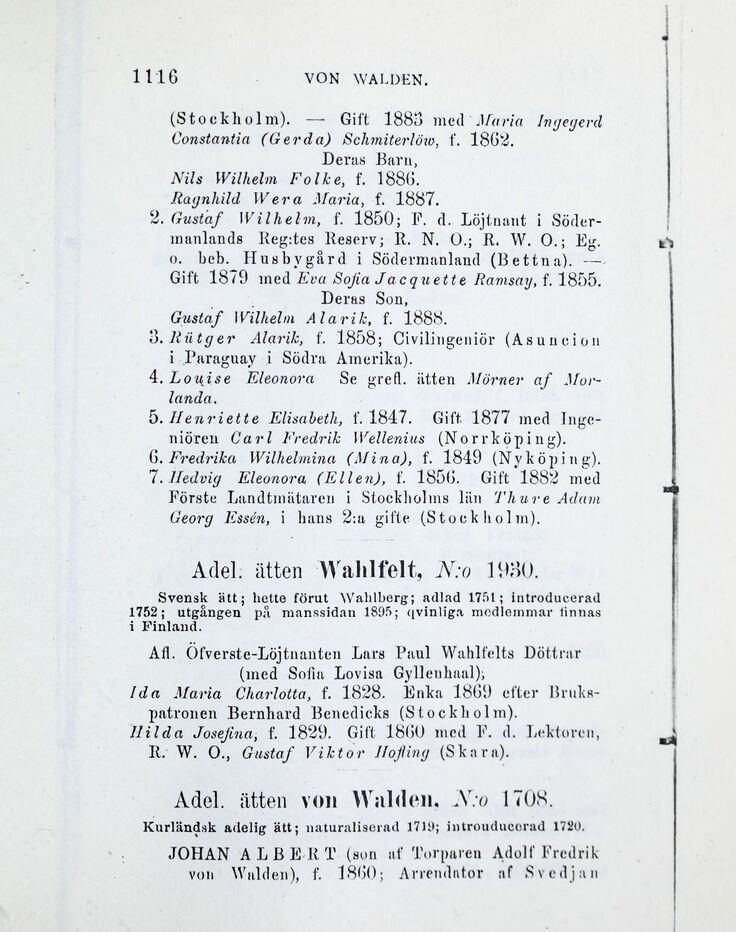 1116
VON WALDEN.
(Stockholm). — Gift 1883 med Maria Ingegerd
Constantia (Gerda) Schmiterlöw, f. 1862.
Deras Barn,
Nils Wilhelm Folke, f. 1886.
Ragnhild Wera Maria, f. 1887.
2. Gustaf Wilhelm, f. 1850; F. d. Löjtnant i Söder-
manlands Reg:tes Reserv; R. N. O.; R. W. O.; Eg.
o. beb. Husbygård i Södermanland (Bettna). —
Gift 1879 med Eva Sofia Jacquette Ramsay, f. 1855.
Deras Son,
Gustaf Wilhelm Alarik, f. 1888.
3. Rütger Alarik, f. 1858; Civilingeniör (Asuncion
i Paraguay i Södra Amerika).
4. Louise Eleonora Se grefl. ätten Mörner af Mor-
landa.
5. Henriette Elisabeth, f. 1847. Gift 1877 med Inge-
niören Carl Fredrik Wellenius (Norrköping).
6. Fredrika Wilhelmina (Mina), f. 1849 (Nyköping).
7. Hedvig Eleonora (Ellen), f. 1856. Gift 1882 med
Förste Landtmätaren i Stockholms län Thure Adam
Georg Essén, i hans 2:a gifte (Stockholm).
Adel. ätten Wahlfelt, N:o 1930.
Svensk ätt; hette förut Wahlberg; adlad 1751; introducerad
1752; utgången på manssidan 1895; qvinliga medlemmar finnas
i Finland.
Afl. Öfverste-Löjtnanten Lars Paul Wahlfelts Döttrar
(med Sofia Lovisa Gyllenhaal);
Ida Maria Charlotta, f. 1828. Enka 1869 efter Bruks-
patronen Bernhard Benedicks (Stockholm).
Hilda Josefina, f. 1829. Gift 1860 med F. d. Lektoren,
R. W. O., Gustaf Viktor Hofling (Skara).
Adel. ätten von Walden, N:o 1708.
Kurländsk adelig ätt; naturaliserad 1719; introuducerad 1720.
JOHAN ALBERT (son af Torparen Adolf Fredrik
von Walden), f. 1860; Arrendator af Svedjan